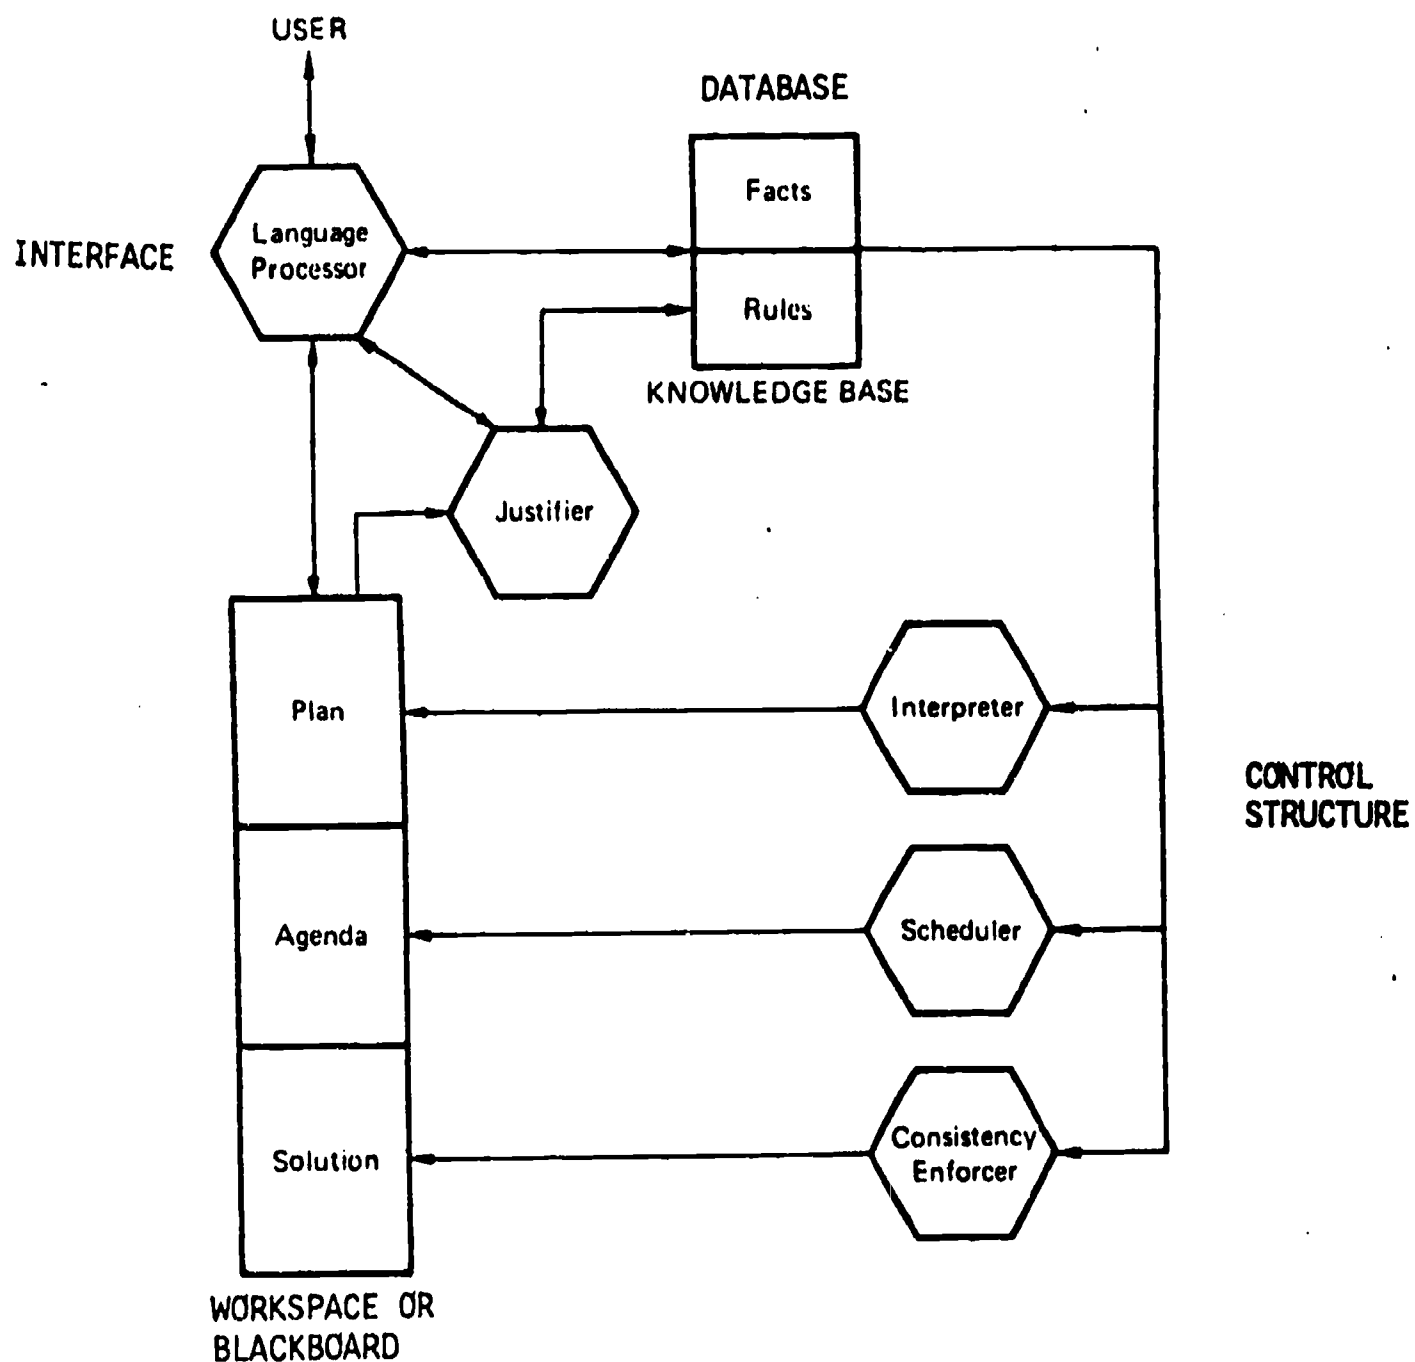 USER
DATABASE
Facts
Language
Processor
INTERFACE
Rules
KNOWLEDGE BASE
Justifier
Plan
Interpreter
CONTROL
STRUCTURE
Agenda
Scheduler
Consistency
Enforcer
Solution
WORKSPACE OR
BLACKBOARD